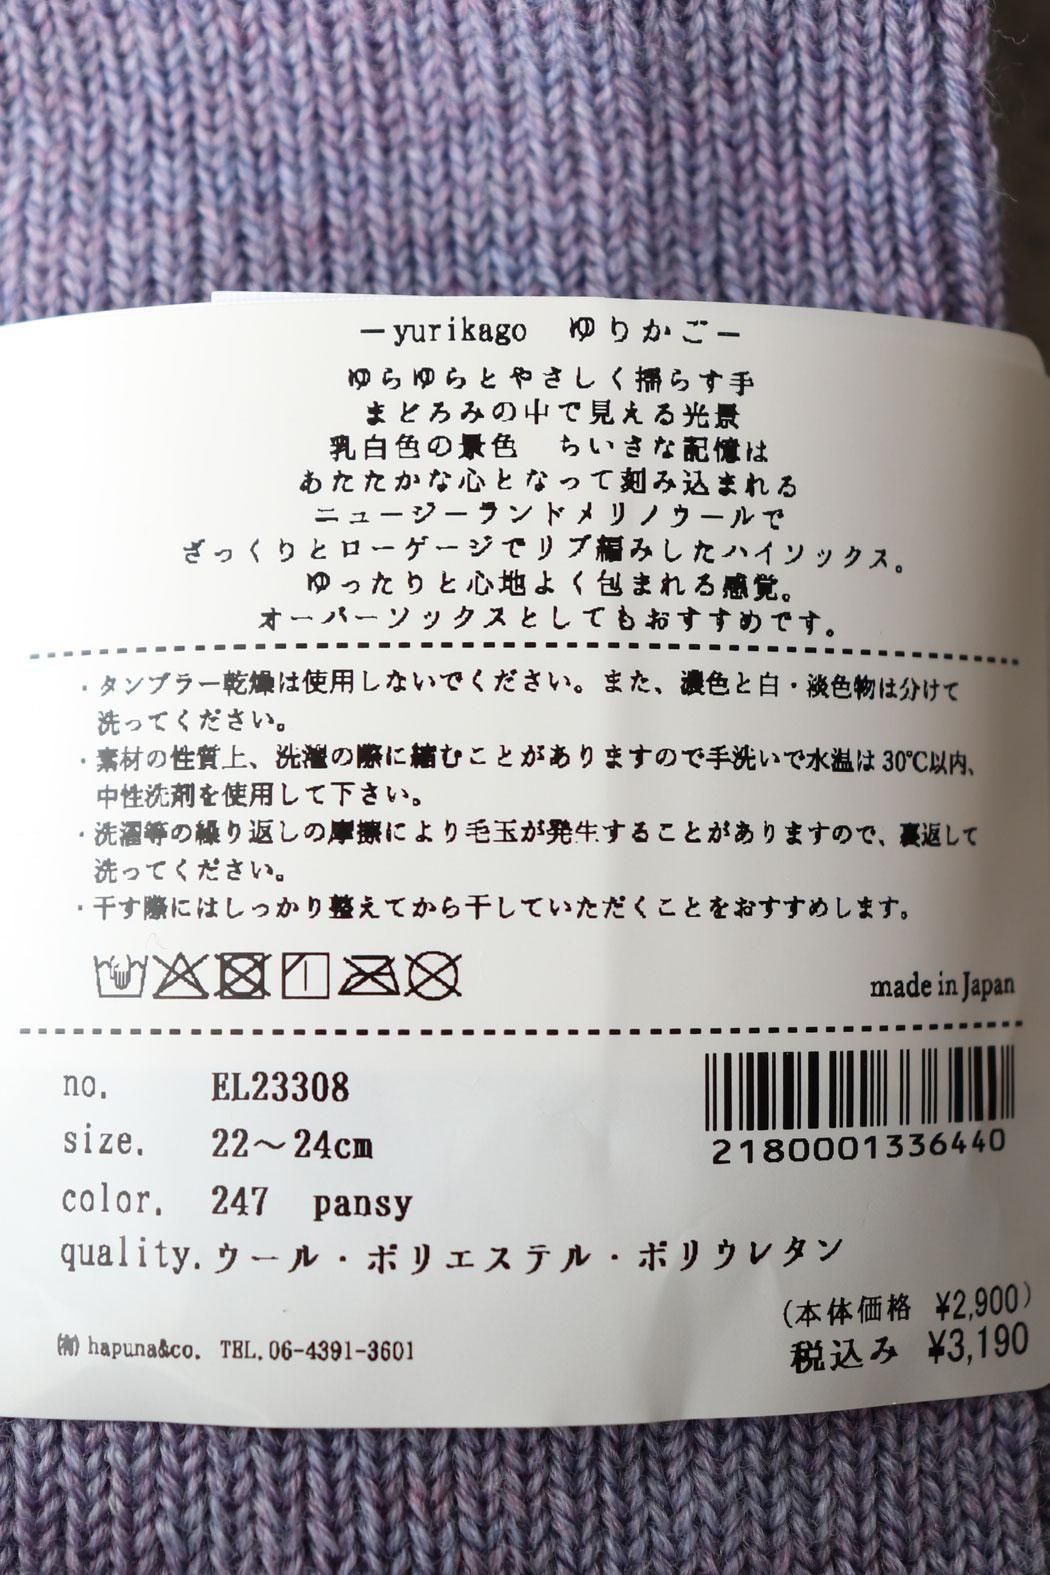 −yurikago　ゆりかご−
ゆらゆらとやさしく揺らす手
まどろみの中で見える光景
乳白色の景色　ちいさな記憶は
あたたかな心となって刻み込まれる
ニュージーランドメリノウールで
ざっくりとローゲージでリブ編みしたハイソックス。
ゆったりと心地よく包まれる感覚。
オーバーソックスとしてもおすすめです。
・タンブラー乾燥は使用しないでください。また、濃色と白・淡色物は分けて
洗ってください。
・素材の性質上、洗濯の際に縮むことがありますので手洗いで水温は30℃以内、
中性洗剤を使用して下さい。
・洗濯等の繰り返しの摩擦により毛玉が発生することがありますので、裏返して
洗ってください。
・干す際にはしっかり整えてから干していただくことをおすすめします。
made in Japan
no. EL23308
size. 22～24cm
color. 247 pansy
quality. ウール・ポリエステル・ポリウレタン
2180001336440
(本体価格 ¥2,900)
税込み ¥3,190
㈲ hapuna&co. TEL.06-4391-3601